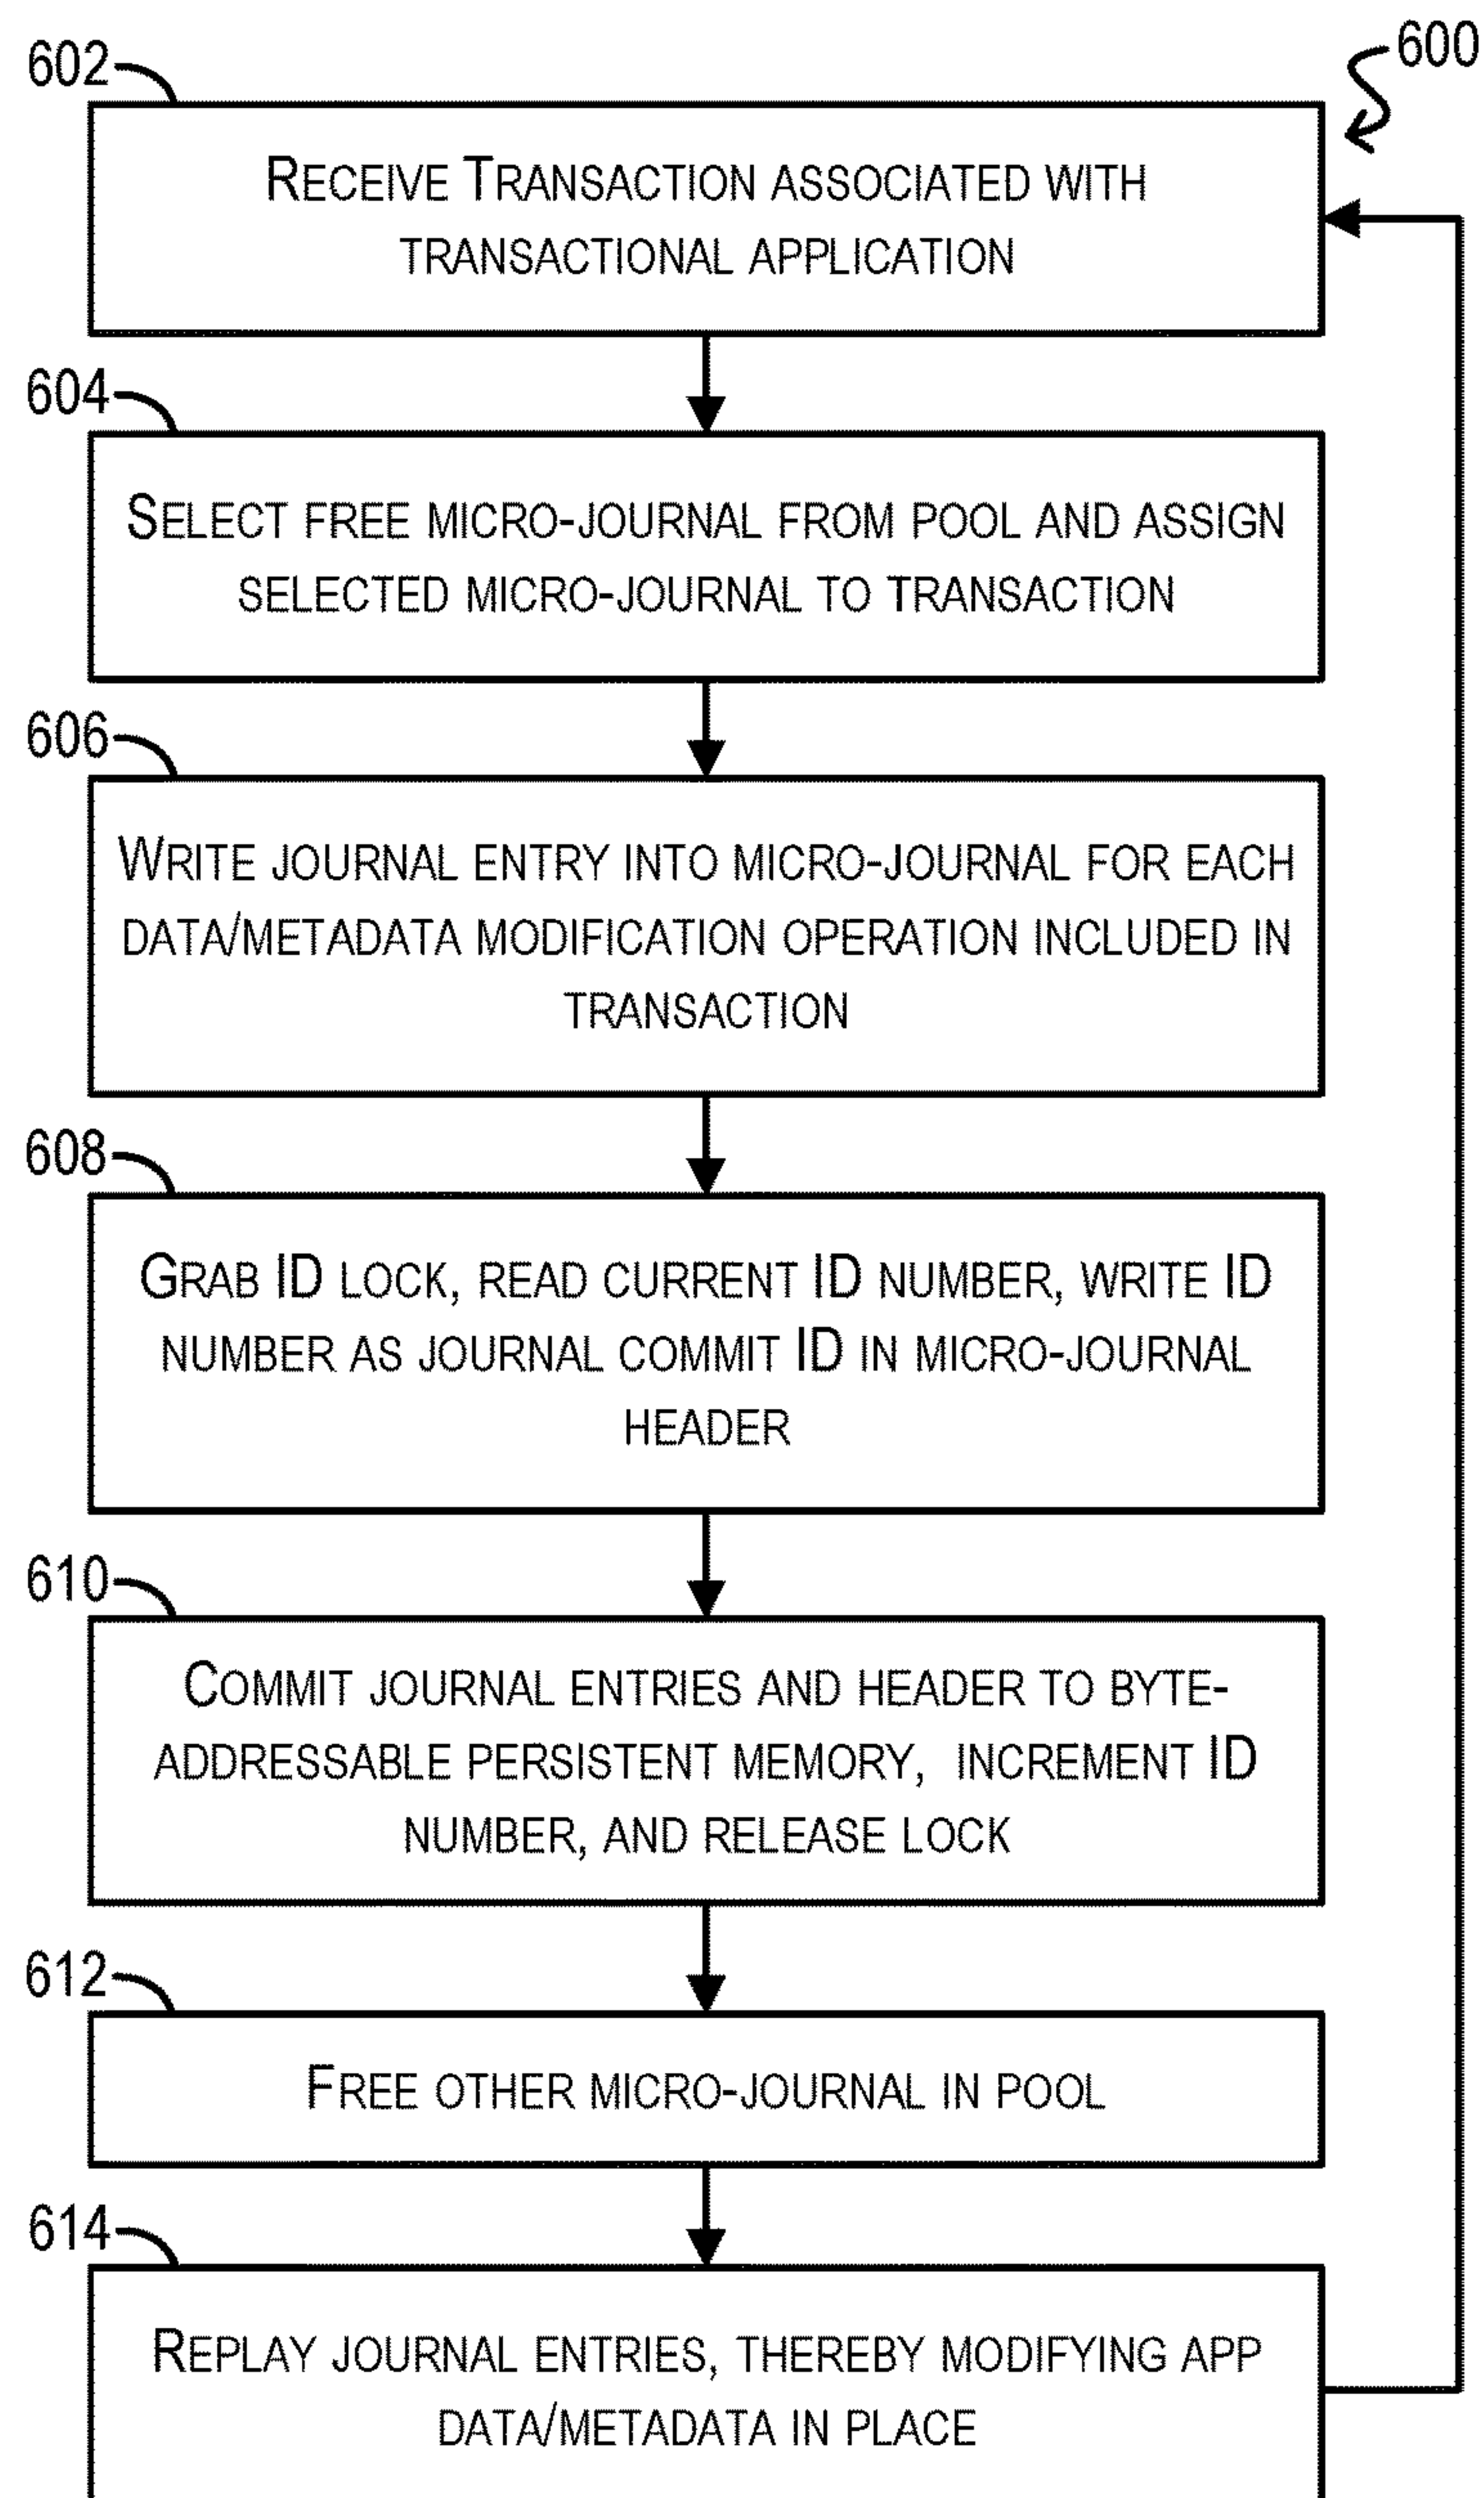 600
602
RECEIVE TRANSACTION ASSOCIATED WITH
TRANSACTIONAL APPLICATION
604
SELECT FREE MICRO-JOURNAL FROM POOL AND ASSIGN
SELECTED MICRO-JOURNAL TO TRANSACTION
606
WRITE JOURNAL ENTRY INTO MICRO-JOURNAL FOR EACH
DATA/METADATA MODIFICATION OPERATION INCLUDED IN
TRANSACTION
608
GRAB ID LOCK, READ CURRENT ID NUMBER, WRITE ID
NUMBER AS JOURNAL COMMIT ID IN MICRO-JOURNAL
HEADER
610
COMMIT JOURNAL ENTRIES AND HEADER TO BYTE-
ADDRESSABLE PERSISTENT MEMORY, INCREMENT ID
NUMBER, AND RELEASE LOCK
612
FREE OTHER MICRO-JOURNAL IN POOL
614
REPLAY JOURNAL ENTRIES, THEREBY MODIFYING APP
DATA/METADATA IN PLACE